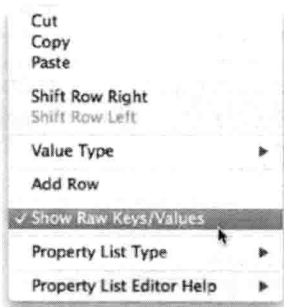 Cut
Copy
Paste
Shift Row Right
Shift Row Left
Value Type
Add Row
✓ Show Raw Keys/Values
Property List Type
Property List Editor Help